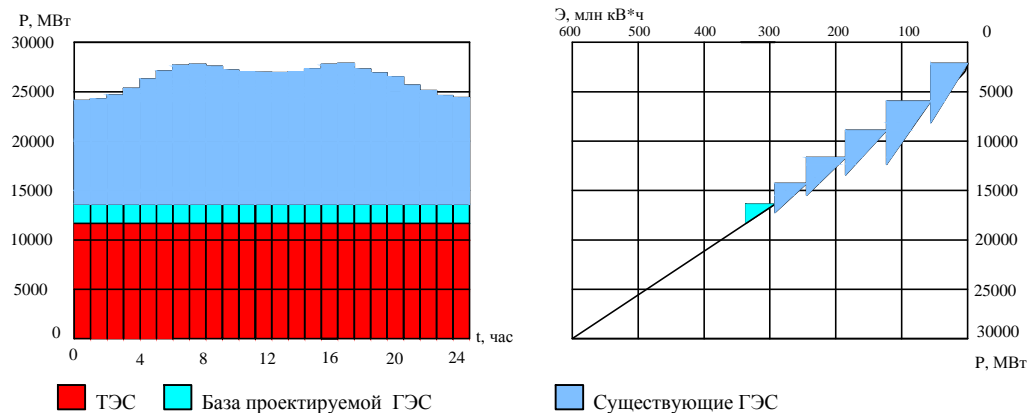 P, МВт
30000
25000
20000
15000
10000
5000
0
0 4 8 12 16 20 24
t, час
Э, млн кВ*ч
600 500 400 300 200 100 0
5000
10000
15000
20000
25000
30000
P, МВт
ТЭС
База проектируемой ГЭС
Существующие ГЭС